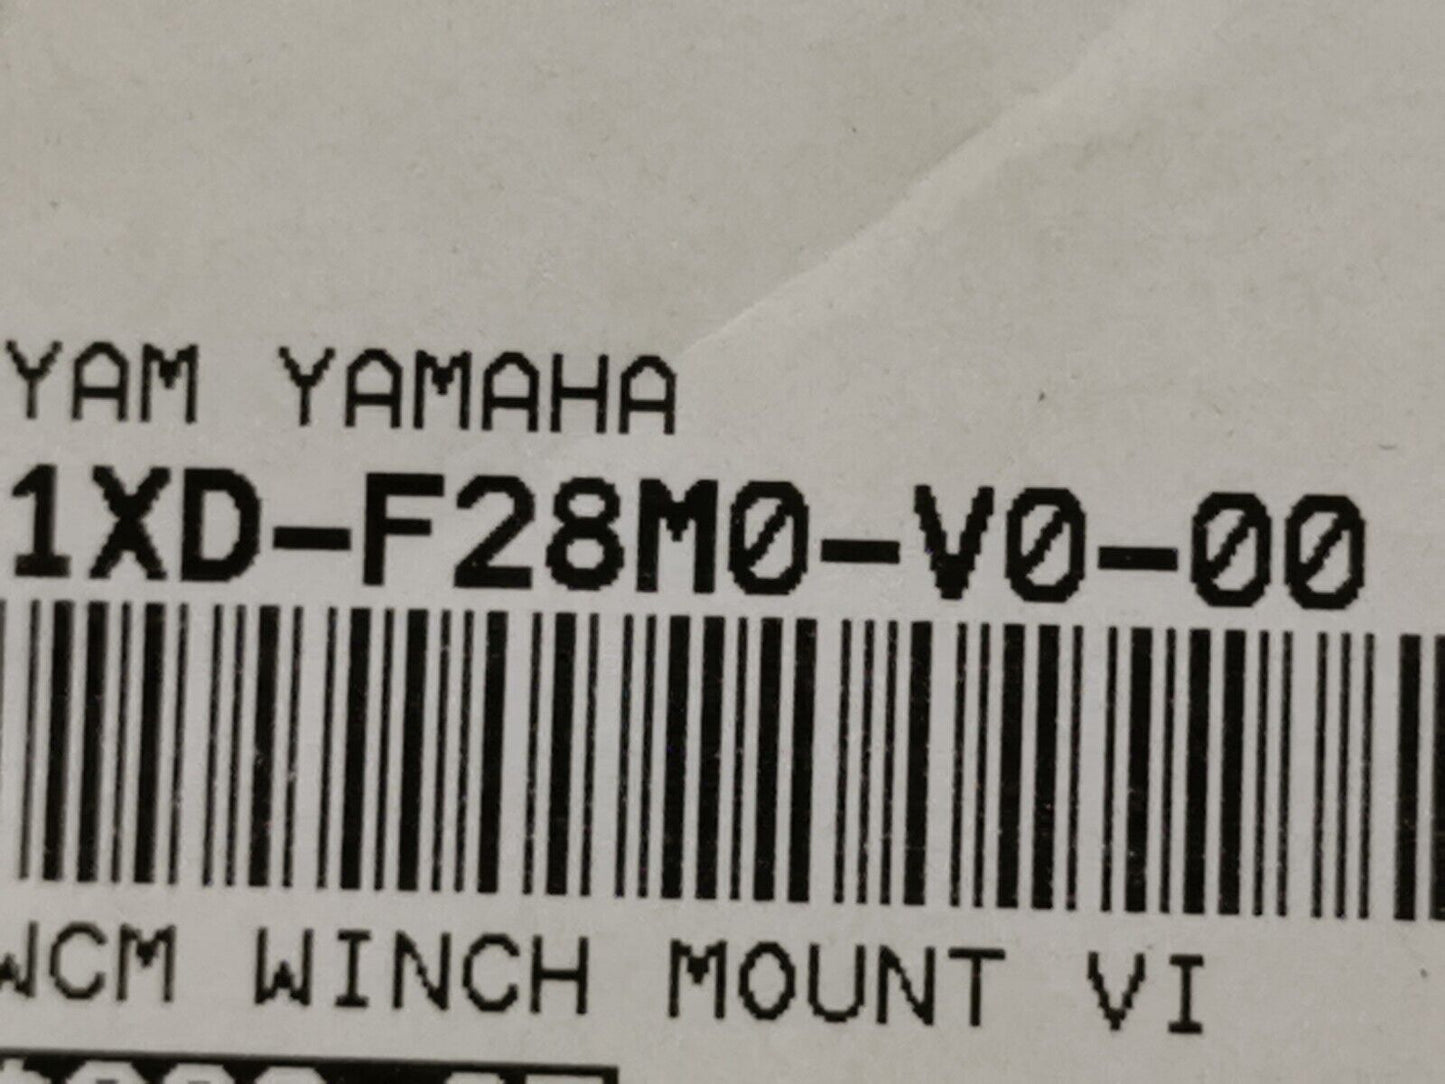 YAM YAMAHA
1XD-F28M0-V0-00
WCM WINCH MOUNT VI